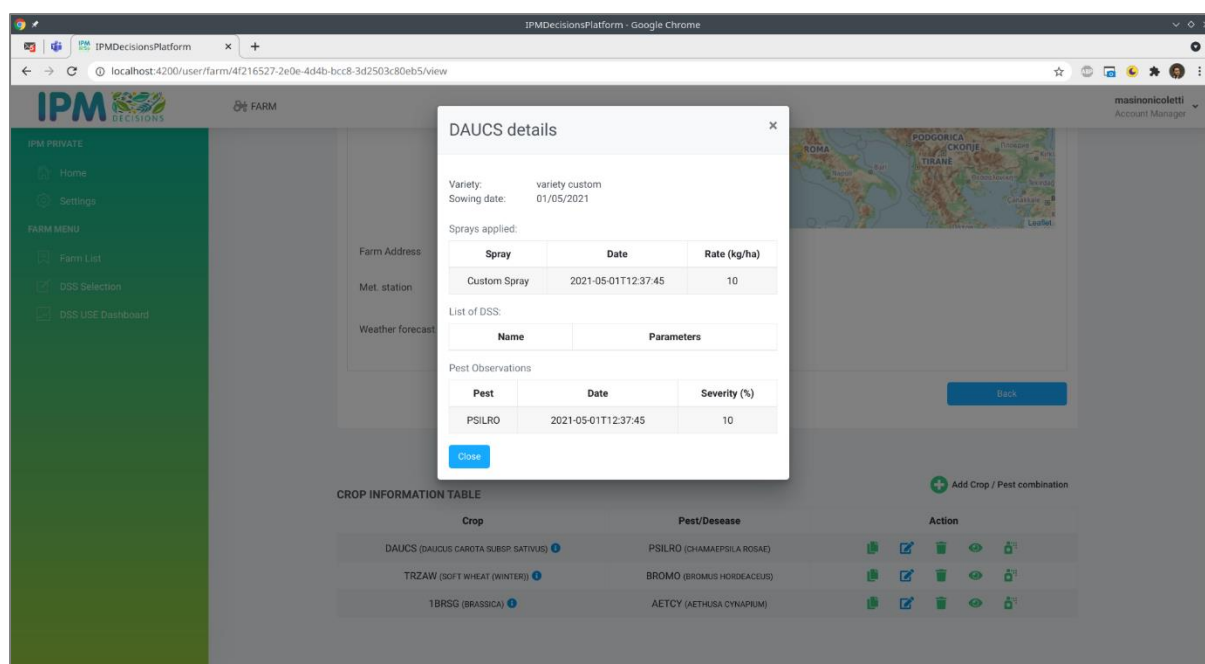 IPMDecisionsPlatform - Google Chrome
IPMDecisionsPlatform × +
localhost:4200/user/farm/4f216527-2e0e-4d4b-bcc8-3d2503c80eb5/view
IPM DECISIONS
FARM
masinonicoletti
Account Manager
IPM PRIVATE
Home
Settings
FARM MENU
Farm List
DSS Selection
DSS USE Dashboard
ROMA
PODGORICA
СКОПЈЕ
TIRANË
Leaflet
Farm Address
Met. station
Weather forecast
DAUCS details ×
Variety: variety custom
Sowing date: 01/05/2021
Sprays applied:
Spray Date Rate (kg/ha)
Custom Spray 2021-05-01T12:37:45 10
List of DSS:
Name Parameters
Pest Observations
Pest Date Severity (%)
PSILRO 2021-05-01T12:37:45 10
Close
Back
CROP INFORMATION TABLE
Add Crop / Pest combination
Crop Pest/Desease Action
DAUCS (DAUCUS CAROTA SUBSP. SATIVUS) PSILRO (CHAMAEPSILA ROSAE)
TRZAW (SOFT WHEAT (WINTER)) BROMO (BROMUS HORDEACEUS)
1BRSG (BRASSICA) AETCY (AETHUSA CYNAPIUM)